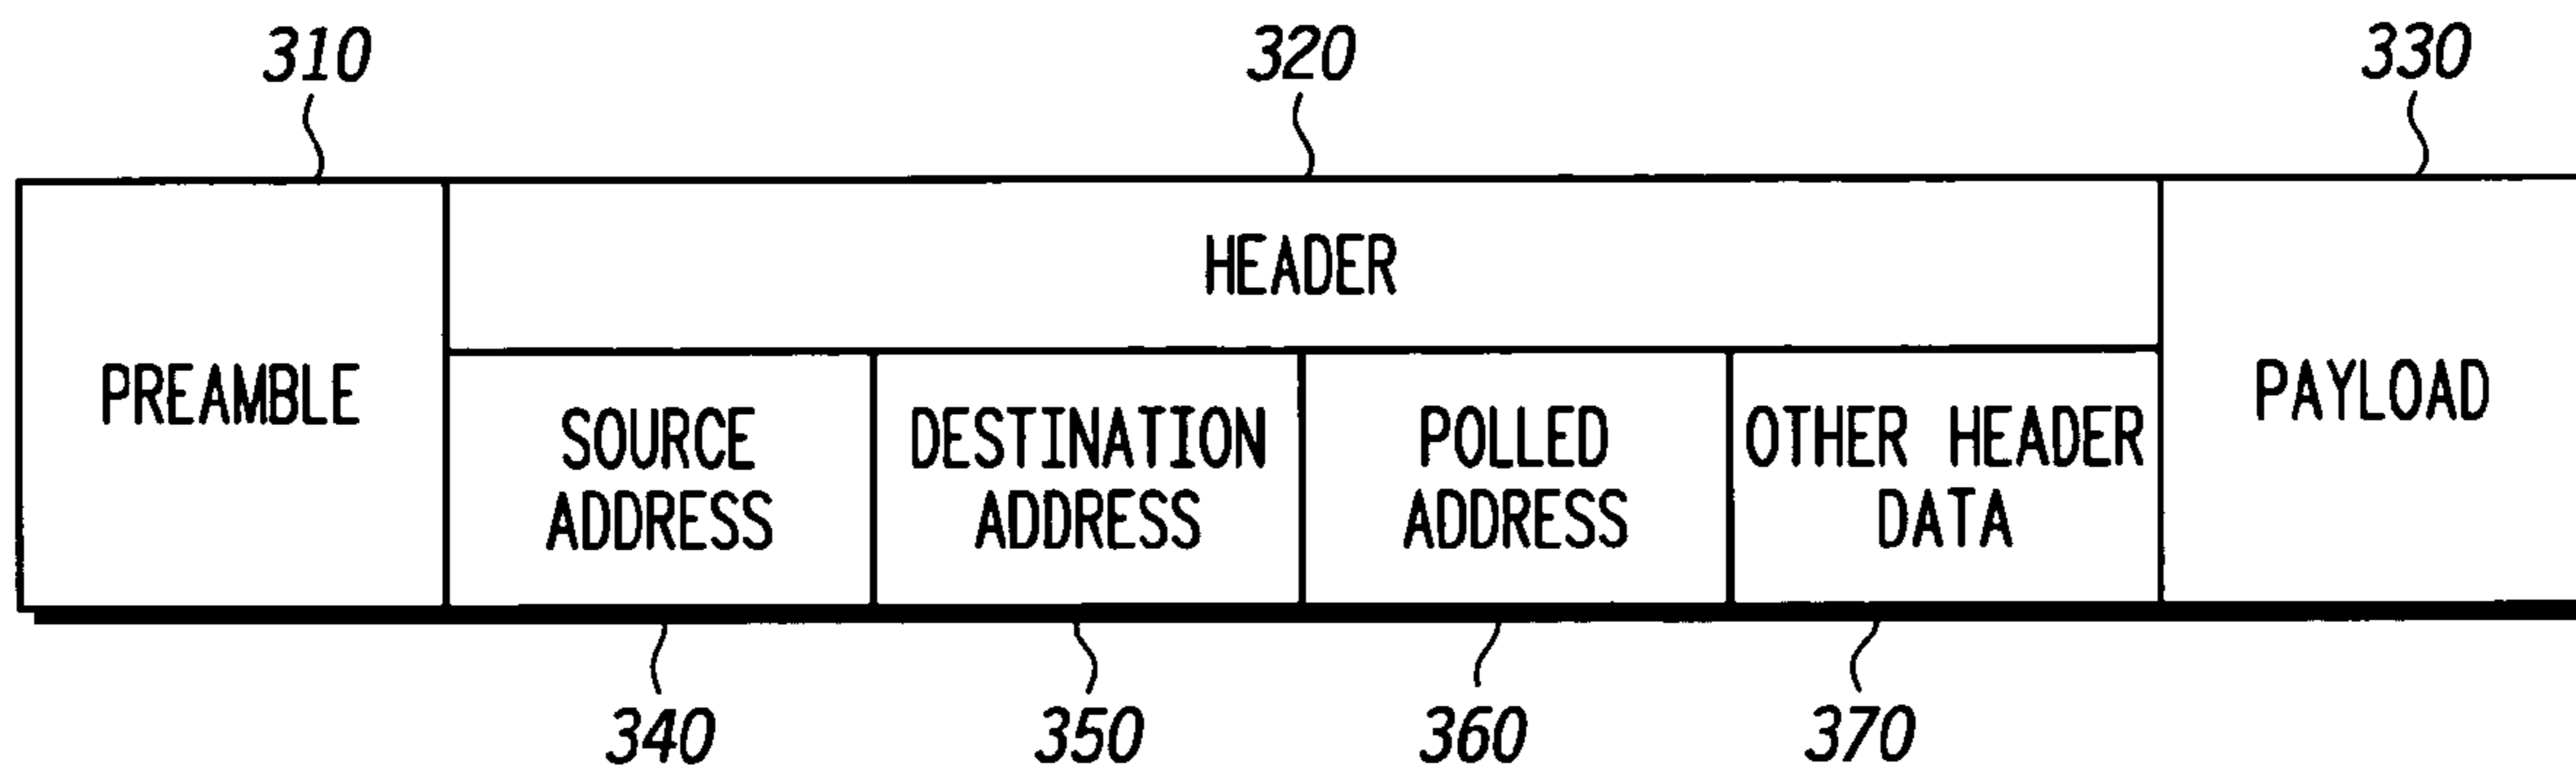 310
320
330
HEADER
PREAMBLE
SOURCE
ADDRESS
DESTINATION
ADDRESS
POLLED
ADDRESS
OTHER HEADER
DATA
PAYLOAD
340
350
360
370